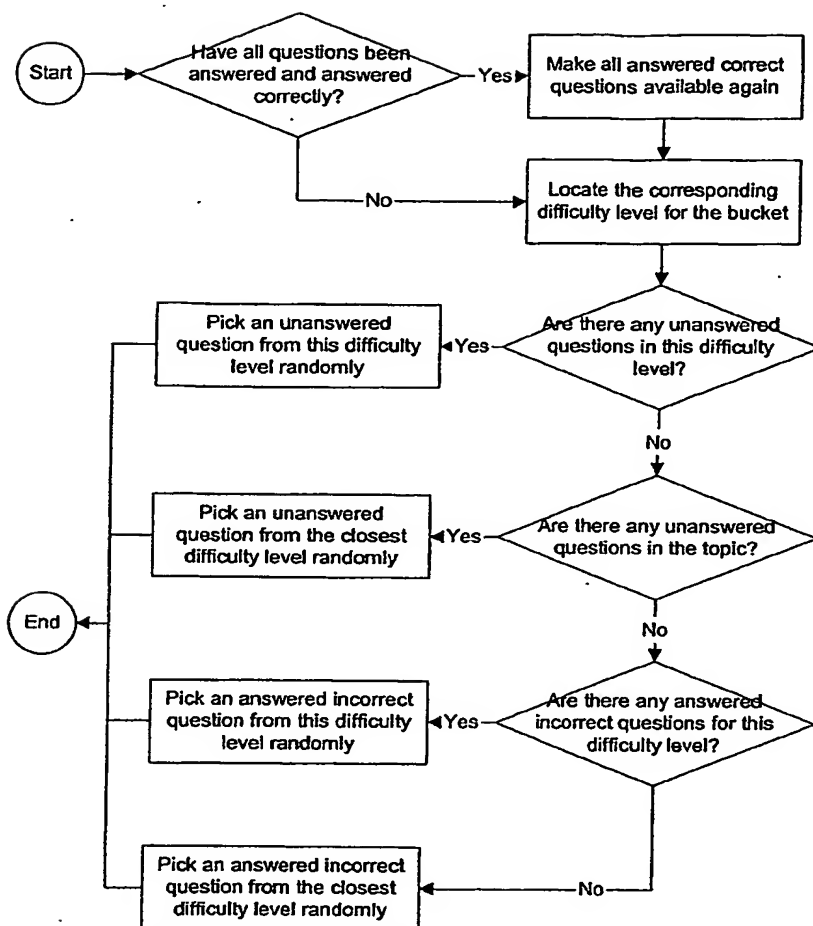 Start
Have all questions been
answered and answered
correctly?
Yes
Make all answered correct
questions available again
No
Locate the corresponding
difficulty level for the bucket
Are there any unanswered
questions in this difficulty
level?
Yes
Pick an unanswered
question from this difficulty
level randomly
No
Are there any unanswered
questions in the topic?
Yes
Pick an unanswered
question from the closest
difficulty level randomly
End
No
Are there any answered
incorrect questions for this
difficulty level?
Yes
Pick an answered incorrect
question from this difficulty
level randomly
No
Pick an answered incorrect
question from the closest
difficulty level randomly